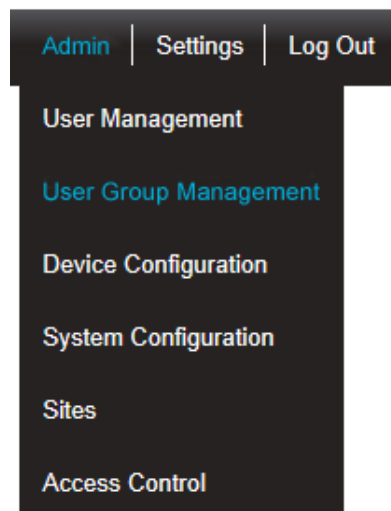 Admin | Settings | Log Out
User Management
User Group Management
Device Configuration
System Configuration
Sites
Access Control